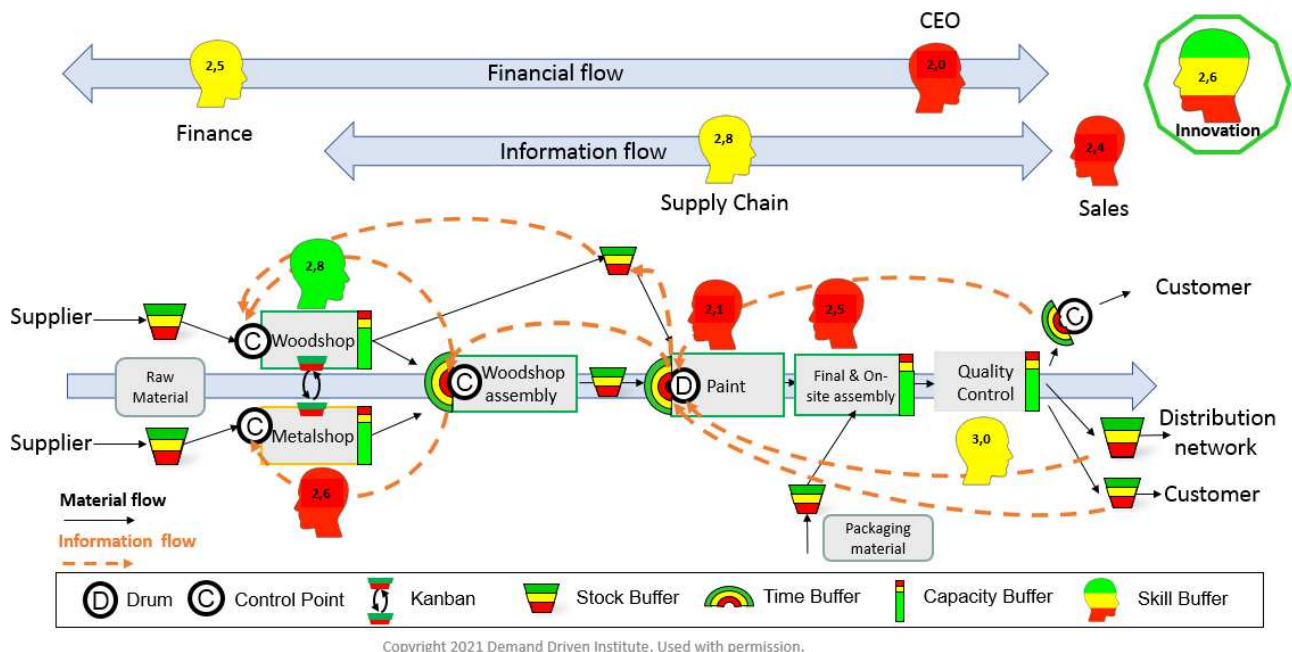 CEO
2,5
Financial flow
2,0
2,6
Innovation
Finance
2,8
Information flow
2,4
Supply Chain
Sales
2,8
2,1
2,5
Customer
Supplier
C
Woodshop
C
Raw
Material
C
Woodshop
assembly
D
Paint
Final & On-
site assembly
Quality
Control
Supplier
C
Metalshop
Distribution
network
3,0
2,6
Customer
Material flow
Information flow
Packaging
material
D Drum
C Control Point
Kanban
Stock Buffer
Time Buffer
Capacity Buffer
Skill Buffer
Copyright 2021 Demand Driven Institute. Used with permission.